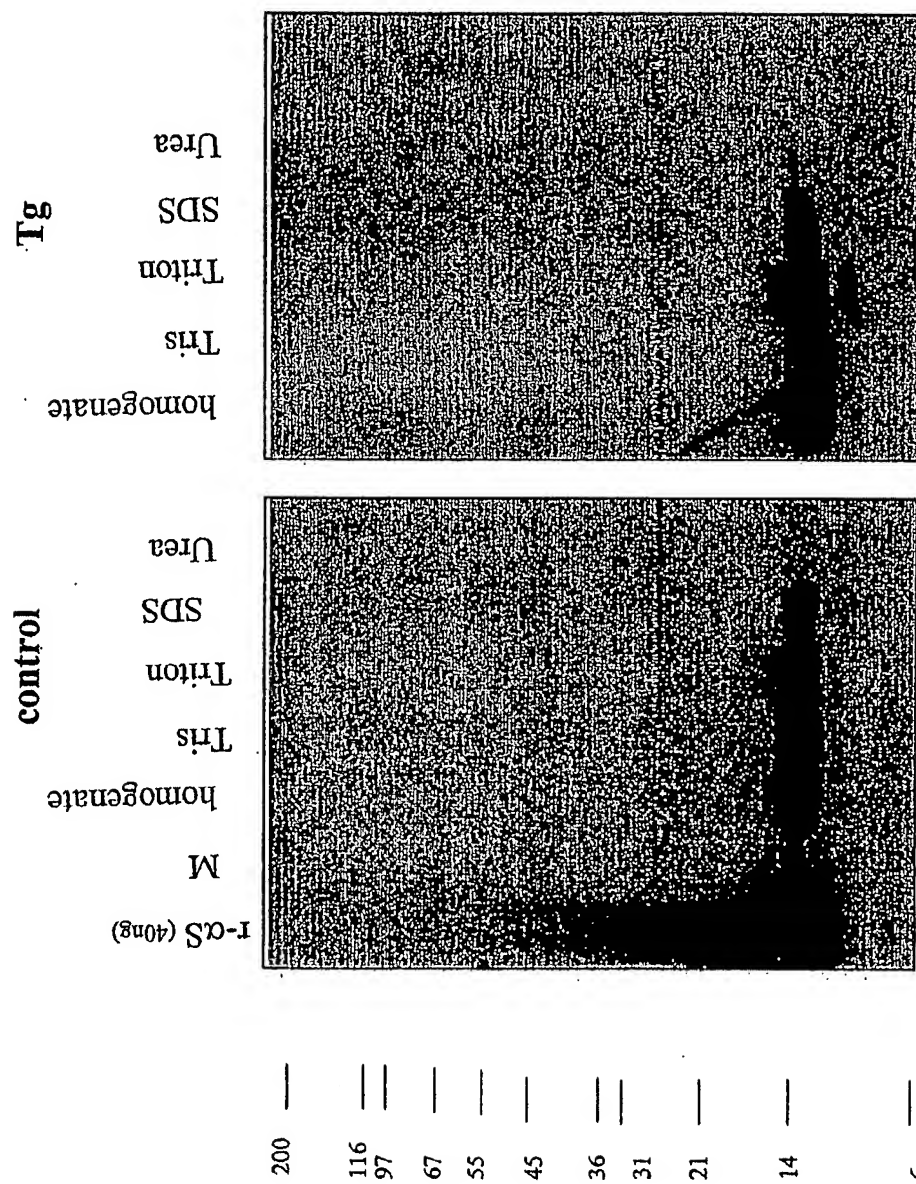 Tg
Urea
SDS
Triton
Tris
homogenate
control
Urea
SDS
Triton
Tris
homogenate
M
r-αS (40ng)
200
116
97
67
55
45
36
31
21
14